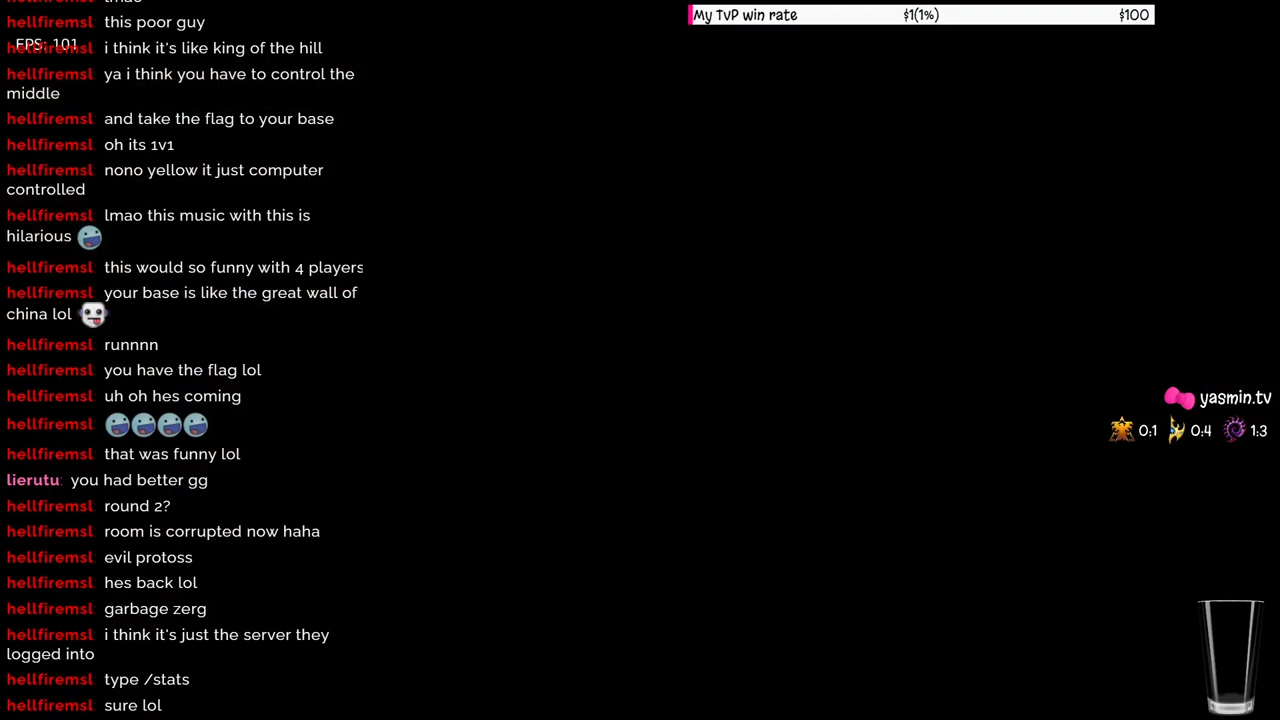 hellfiremsl: this poor guy
My TvP win rate $1(1%) $100
FPS: 101
hellfiremsl: i think it's like king of the hill
hellfiremsl: ya i think you have to control the
middle
hellfiremsl: and take the flag to your base
hellfiremsl: oh its 1v1
hellfiremsl: nono yellow it just computer
controlled
hellfiremsl: lmao this music with this is
hilarious
hellfiremsl: this would so funny with 4 players
hellfiremsl: your base is like the great wall of
china lol
hellfiremsl: runnnn
hellfiremsl: you have the flag lol
hellfiremsl: uh oh hes coming
yasmin.tv
hellfiremsl:
0:1 0:4 1:3
hellfiremsl: that was funny lol
lierutu: you had better gg
hellfiremsl: round 2?
hellfiremsl: room is corrupted now haha
hellfiremsl: evil protoss
hellfiremsl: hes back lol
hellfiremsl: garbage zerg
hellfiremsl: i think it's just the server they
logged into
hellfiremsl: type /stats
hellfiremsl: sure lol